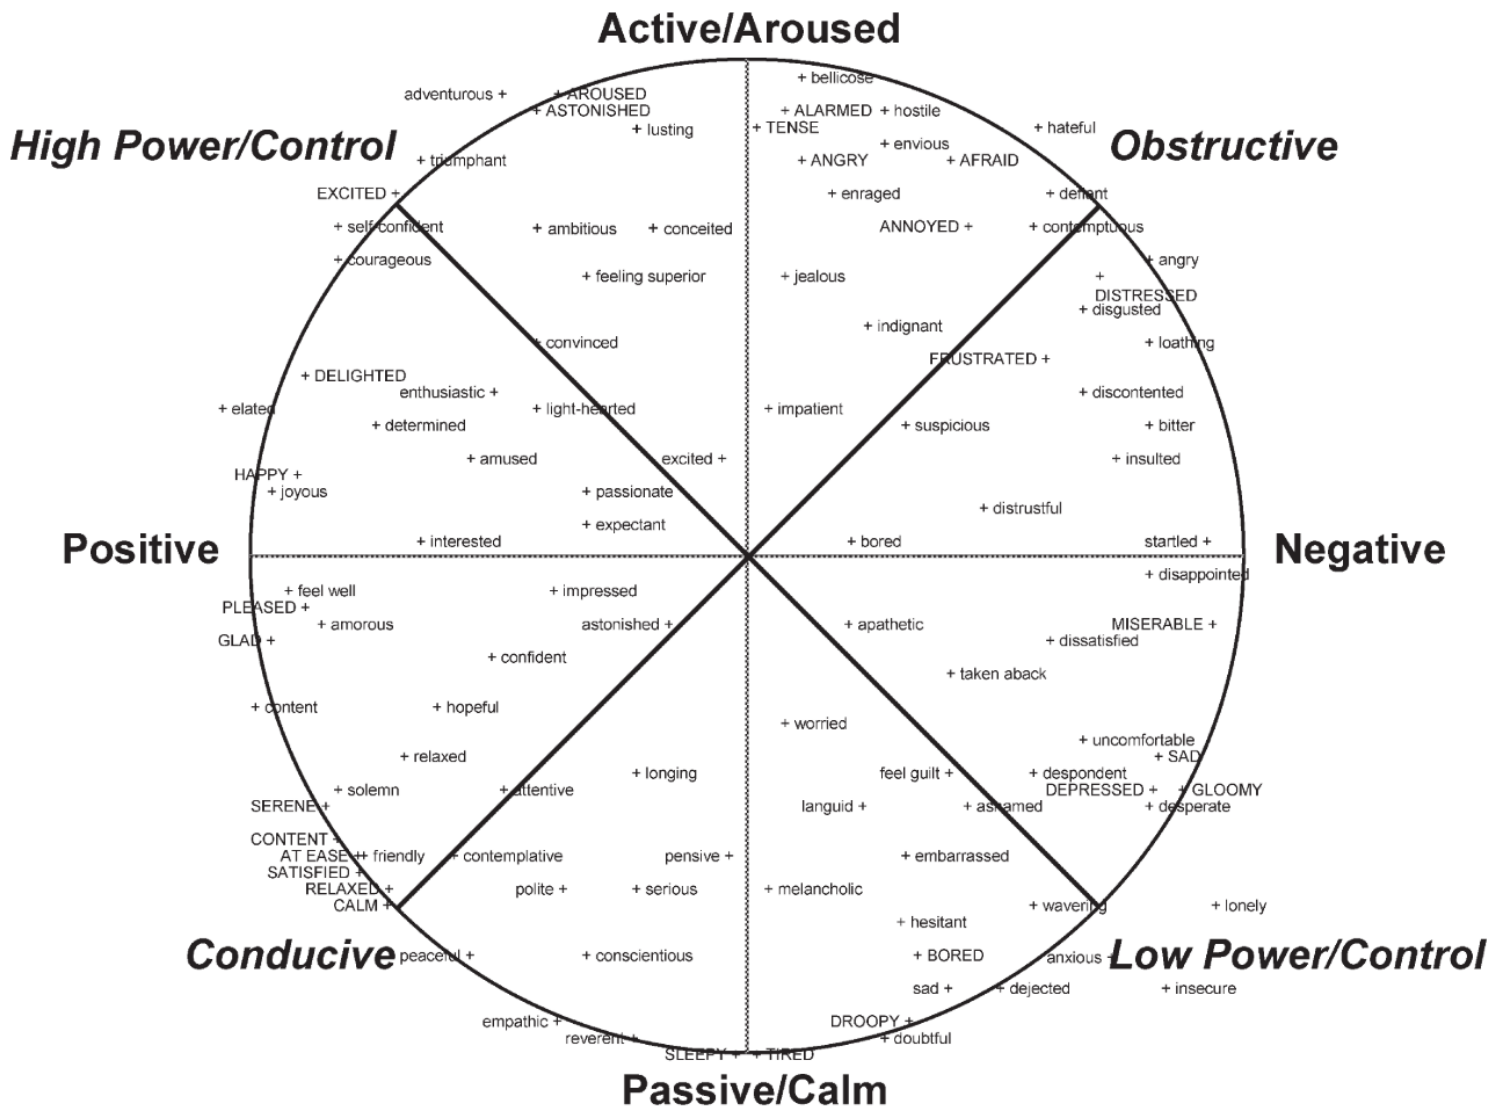 Active/Aroused
+ bellicose
adventurous +
+ AROUSED
+ ASTONISHED
+ ALARMED
+ hostile
+ lusting
+ TENSE
+ hateful
High Power/Control
Obstructive
+ envious
+ triumphant
+ ANGRY
+ AFRAID
EXCITED +
+ enraged
+ defiant
+ self-confident
+ ambitious
+ conceited
ANNOYED +
+ contemptuous
+ courageous
+ angry
+ feeling superior
+ jealous
+
DISTRESSED
+ disgusted
+ indignant
+ convinced
+ loathing
FRUSTRATED +
+ DELIGHTED
enthusiastic +
+ discontented
+ elated
+ light-hearted
+ impatient
+ determined
+ suspicious
+ bitter
+ amused
excited +
+ insulted
HAPPY +
+ joyous
+ passionate
+ distrustful
+ expectant
+ interested
+ bored
startled +
Positive
Negative
+ disappointed
+ feel well
+ impressed
PLEASED +
+ amorous
astonished +
+ apathetic
MISERABLE +
GLAD +
+ dissatisfied
+ confident
+ taken aback
+ content
+ hopeful
+ worried
+ uncomfortable
+ relaxed
+ SAD
+ longing
feel guilt +
+ despondent
+ solemn
+ attentive
DEPRESSED +
+ GLOOMY
SERENE +
languid +
+ ashamed
+ desperate
CONTENT +
AT EASE +
+ friendly
+ contemplative
pensive +
+ embarrassed
SATISFIED +
RELAXED +
polite +
+ serious
+ melancholic
CALM +
+ wavering
+ lonely
+ hesitant
Conducive
peaceful +
+ conscientious
+ BORED
anxious +
Low Power/Control
sad +
+ dejected
+ insecure
empathic +
DROOPY +
reverent +
+ doubtful
SLEEPY +
+ TIRED
Passive/Calm